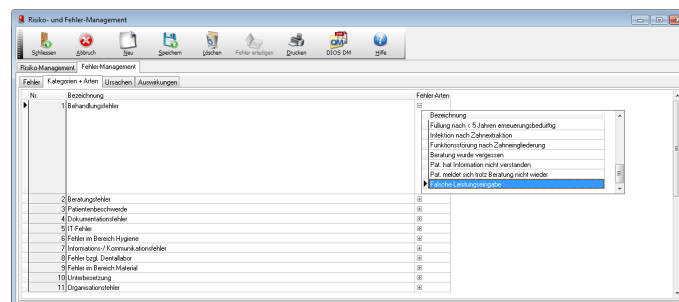 Risiko- und Fehler-Management
Schliessen Abbruch Neu Speichern Löschen Fehler erledigen Drucken DIOS DM Hilfe
Risiko-Management Fehler-Management
Fehler Kategorien + Arten Ursachen Auswirkungen
Nr. Bezeichnung Fehler-Arten
1 Behandlungsfehler
Bezeichnung
Füllung nach < 5 Jahren erneuerungsbedürftig
Infektion nach Zahnextraktion
Funktionsstörung nach Zahneingliederung
Beratung wurde vergessen
Pat. hat Information nicht verstanden
Pat. meldet sich trotz Beratung nicht wieder
Falsche Leistungseingabe
2 Beratungsfehler
3 Patientenbeschwerde
4 Dokumentationsfehler
5 IT-Fehler
6 Fehler im Bereich Hygiene
7 Informations-/ Kommunikationsfehler
8 Fehler bzgl. Dentallabor
9 Fehler im Bereich Material
10 Unterbesetzung
11 Organisationsfehler